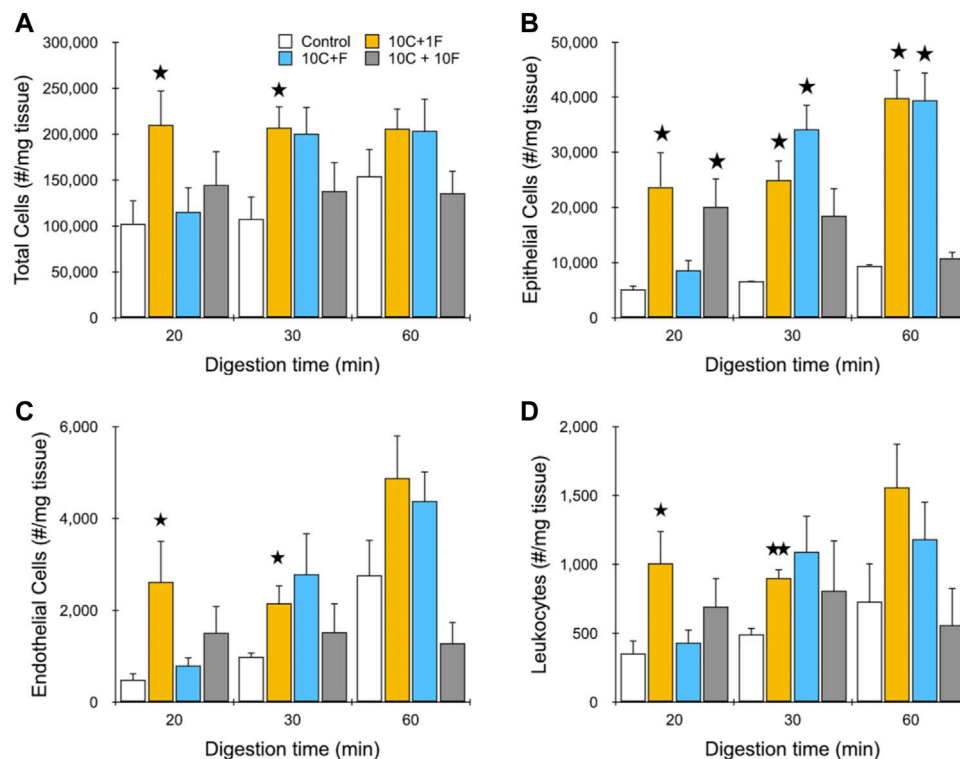 A
Total Cells (#/mg tissue)
300,000
250,000
200,000
150,000
100,000
50,000
0
Control
10C+1F
10C+F
10C + 10F
20
30
60
Digestion time (min)
B
Epithelial Cells (#/mg tissue)
50,000
40,000
30,000
20,000
10,000
0
20
30
60
Digestion time (min)
C
Endothelial Cells (#/mg tissue)
6,000
4,000
2,000
0
20
30
60
Digestion time (min)
D
Leukocytes (#/mg tissue)
2,000
1,500
1,000
500
0
20
30
60
Digestion time (min)